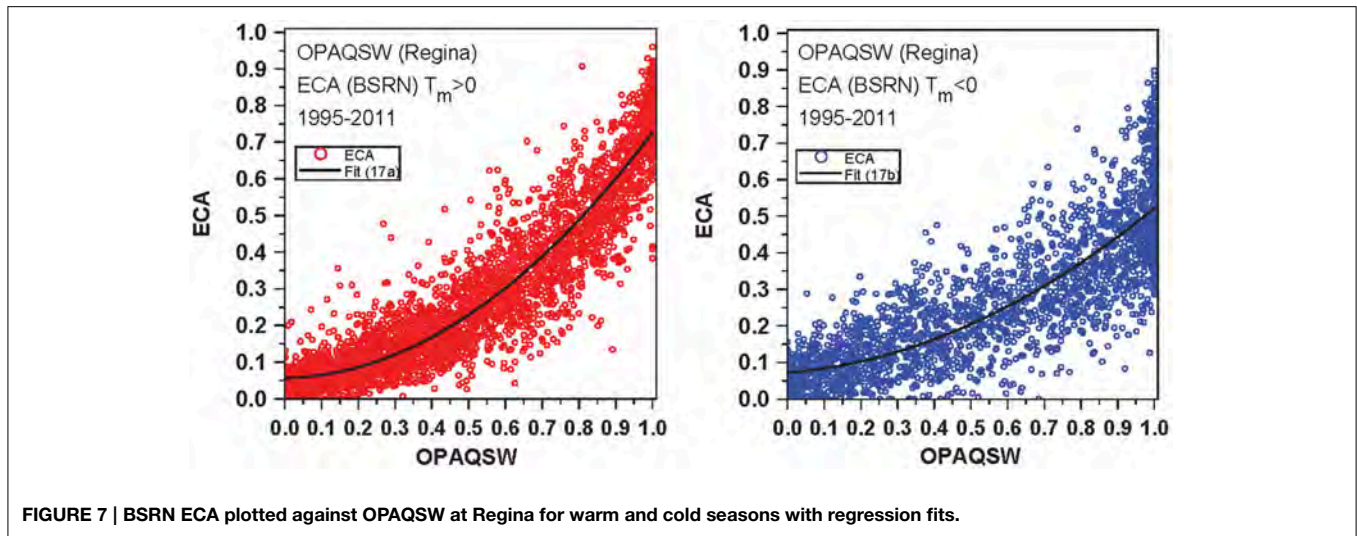 1.0
0.9
0.8
0.7
0.6
0.5
0.4
0.3
0.2
0.1
0.0
ECA
OPAQSW (Regina)
ECA (BSRN) Tm>0
1995-2011
ECA
Fit (17a)
0.0 0.1 0.2 0.3 0.4 0.5 0.6 0.7 0.8 0.9 1.0
OPAQSW
1.0
0.9
0.8
0.7
0.6
0.5
0.4
0.3
0.2
0.1
0.0
ECA
OPAQSW (Regina)
ECA (BSRN) Tm<0
1995-2011
ECA
Fit (17b)
0.0 0.1 0.2 0.3 0.4 0.5 0.6 0.7 0.8 0.9 1.0
OPAQSW
FIGURE 7 | BSRN ECA plotted against OPAQSW at Regina for warm and cold seasons with regression fits.